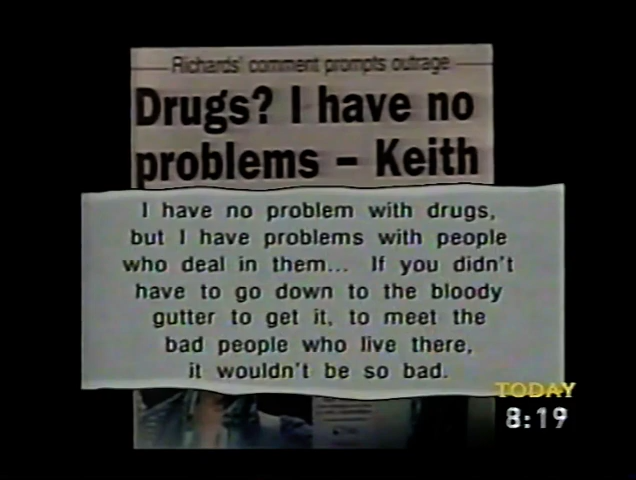 Richards' comment prompts outrage
Drugs? I have no
problems – Keith
I have no problem with drugs,
but I have problems with people
who deal in them... If you didn't
have to go down to the bloody
gutter to get it, to meet the
bad people who live there,
it wouldn't be so bad.
TODAY
8:19